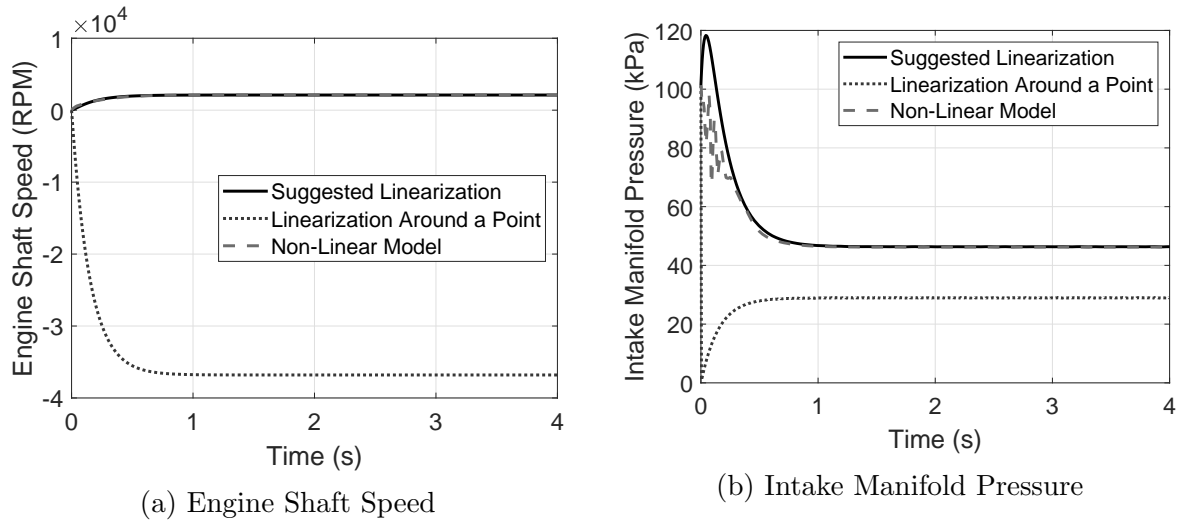 ×10⁴
1
0
-1
-2
-3
-4
Engine Shaft Speed (RPM)
Suggested Linearization
Linearization Around a Point
Non-Linear Model
0 1 2 3 4
Time (s)
(a) Engine Shaft Speed
120
100
80
60
40
20
0
Intake Manifold Pressure (kPa)
Suggested Linearization
Linearization Around a Point
Non-Linear Model
0 1 2 3 4
Time (s)
(b) Intake Manifold Pressure